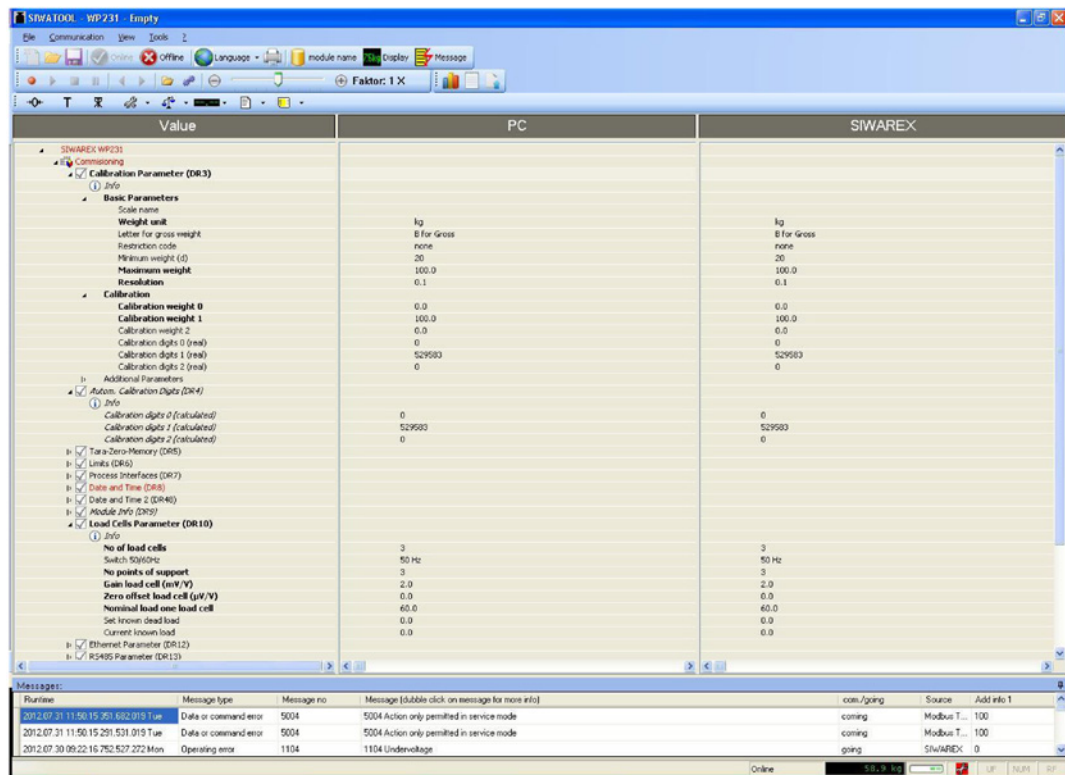 SIWATOOL - WP231 - Empty
File Communication View Tools ?
Online Offline Language module name Display Message
Faktor: 1 X
T
Value PC SIWAREX
SIWAREX WP231
Commisioning
Calibration Parameter (DR3)
Info
Basic Parameters
Scale name
Weight unit kg kg
Letter for gross weight B for Gross B for Gross
Restriction code none none
Minimum weight (d) 20 20
Maximum weight 100.0 100.0
Resolution 0.1 0.1
Calibration
Calibration weight 0 0.0 0.0
Calibration weight 1 100.0 100.0
Calibration weight 2 0.0 0.0
Calibration digits 0 (real) 0 0
Calibration digits 1 (real) 529583 529583
Calibration digits 2 (real) 0 0
Additional Parameters
Autom. Calibration Digits (DR4)
Info
Calibration digits 0 (calculated) 0 0
Calibration digits 1 (calculated) 529583 529583
Calibration digits 2 (calculated) 0 0
Tara-Zero-Memory (DR5)
Limits (DR6)
Process Interfaces (DR7)
Date and Time (DR8)
Date and Time 2 (DR48)
Module Info (DR9)
Load Cells Parameter (DR10)
Info
No of load cells 3 3
Switch 50/60Hz 50 Hz 50 Hz
No points of support 3 3
Gain load cell (mV/V) 2.0 2.0
Zero offset load cell (µV/V) 0.0 0.0
Nominal load one load cell 60.0 60.0
Set known dead load 0.0 0.0
Current known load 0.0 0.0
Ethernet Parameter (DR12)
RS485 Parameter (DR13)
Messages:
Runtime Message type Message no Message (dubble click on message for more info) com./going Source Add info 1
2012.07.31 11:50.15 351.682.019 Tue Data or command error 5004 5004 Action only permitted in service mode coming Modbus T... 100
2012.07.31 11:50.15 291.531.019 Tue Data or command error 5004 5004 Action only permitted in service mode coming Modbus T... 100
2012.07.30 09:22:16 752.527.272 Mon Operating error 1104 1104 Undervoltage going SIWAREX 0
Online 58.9 kg UF NUM RF